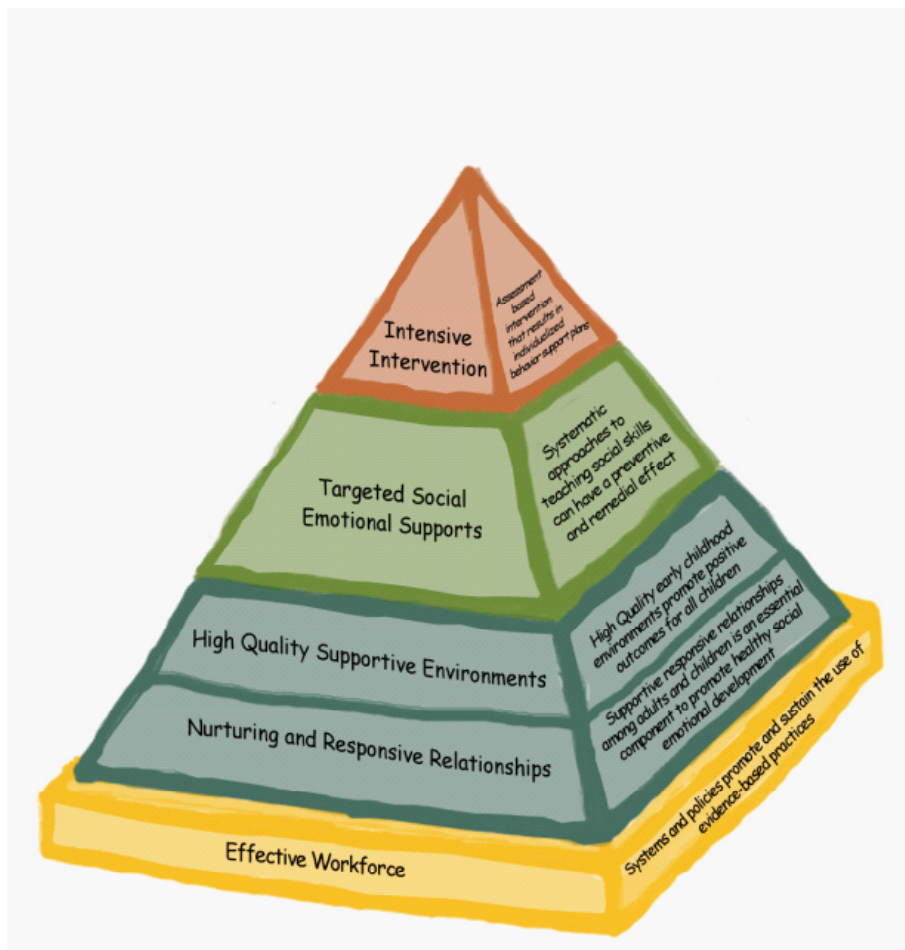 Intensive
Intervention
Assessment
based
intervention
that results in
individualized
behavior support plans
Targeted Social
Emotional Supports
Systematic
approaches to
teaching social skills
can have a preventive
and remedial effect
High Quality Supportive Environments
High Quality early childhood
environments promote positive
outcomes for all children
Nurturing and Responsive Relationships
Supportive responsive relationships
among adults and children is an essential
component to promote healthy social
emotional development
Effective Workforce
Systems and policies promote and sustain the use of
evidence-based practices